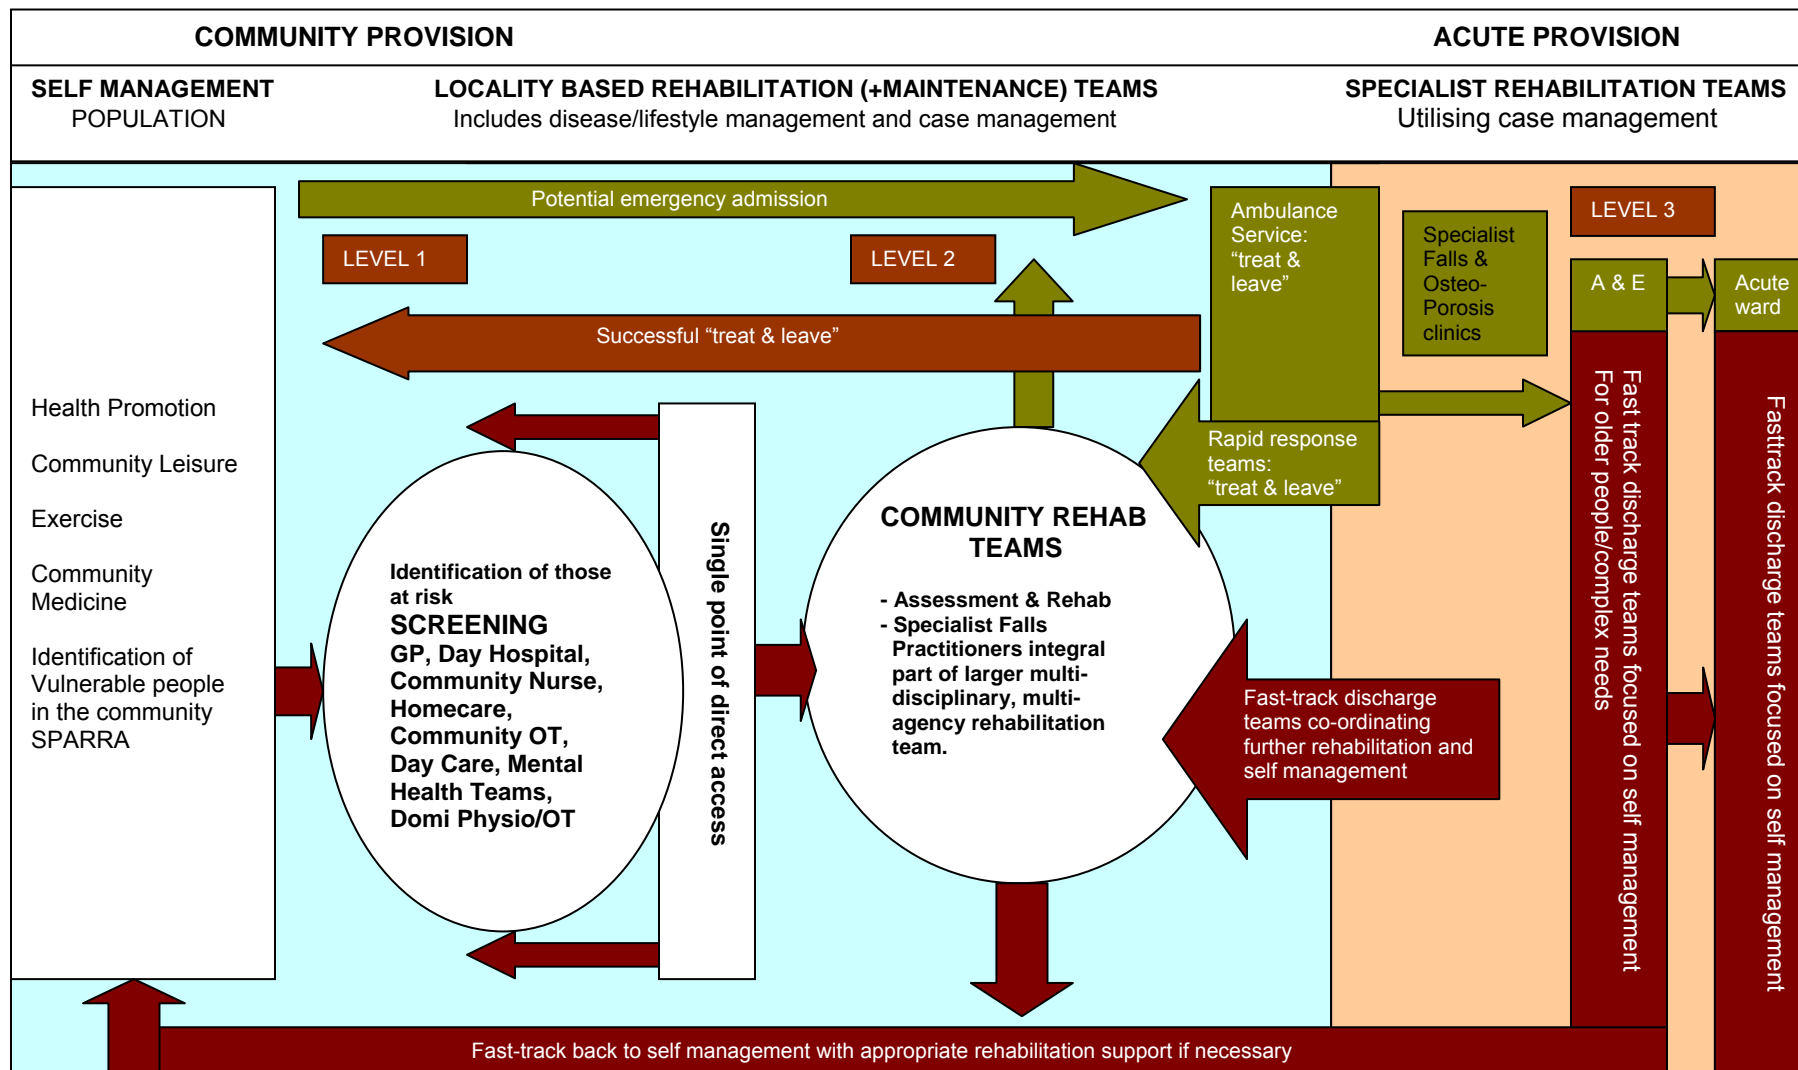 COMMUNITY PROVISION
ACUTE PROVISION
SELF MANAGEMENT
POPULATION
LOCALITY BASED REHABILITATION (+MAINTENANCE) TEAMS
Includes disease/lifestyle management and case management
SPECIALIST REHABILITATION TEAMS
Utilising case management
Potential emergency admission
LEVEL 1
LEVEL 2
Ambulance
Service:
“treat &
leave”
Specialist
Falls &
Osteo-
Porosis
clinics
LEVEL 3
A & E
Acute
ward
Successful “treat & leave”
Health Promotion
Community Leisure
Exercise
Community
Medicine
Identification of
Vulnerable people
in the community
SPARRA
Identification of those
at risk
SCREENING
GP, Day Hospital,
Community Nurse,
Homecare,
Community OT,
Day Care, Mental
Health Teams,
Domi Physio/OT
Single point of direct access
COMMUNITY REHAB
TEAMS
- Assessment & Rehab
- Specialist Falls
Practitioners integral
part of larger multi-
disciplinary, multi-
agency rehabilitation
team.
Rapid response
teams:
“treat & leave”
Fast-track discharge
teams co-ordinating
further rehabilitation and
self management
Fast track discharge teams focused on self management
For older people/complex needs
Fasttrack discharge teams focused on self management
Fast-track back to self management with appropriate rehabilitation support if necessary